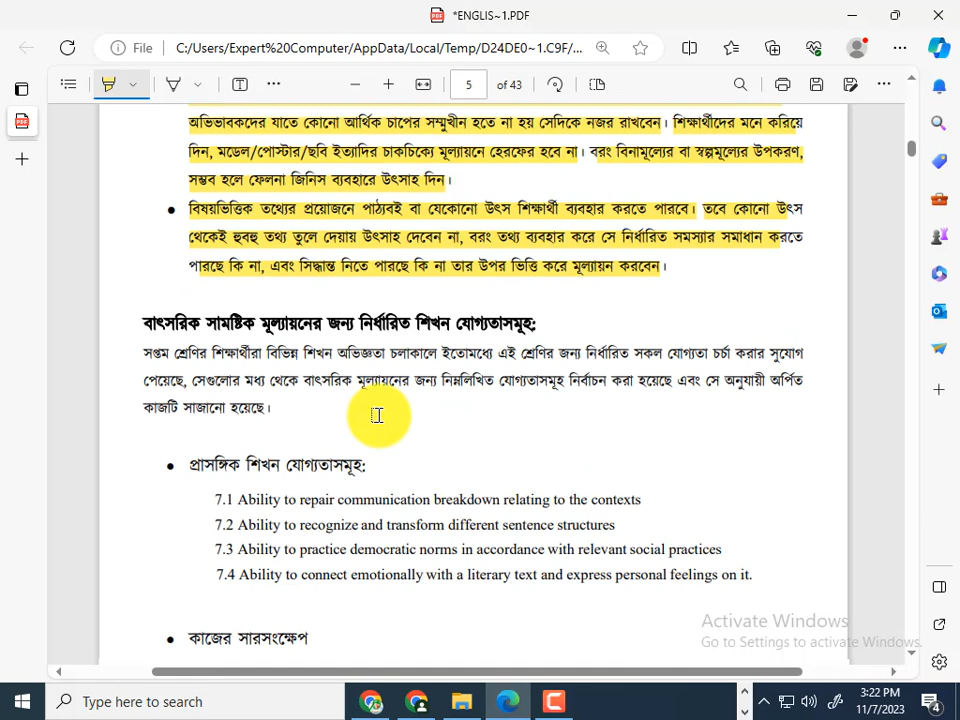 *ENGLIS~1.PDF
File C:/Users/Expert%20Computer/AppData/Local/Temp/D24DE0~1.C9F/...
5 of 43
অভিভাবকদের যাতে কোনো আর্থিক চাপের সম্মুখীন হতে না হয় সেদিকে নজর রাখবেন। শিক্ষার্থীদের মনে করিয়ে
দিন, মডেল/পোস্টার/ছবি ইত্যাদির চাকচিক্যে মূল্যায়নে হেরফের হবে না। বরং বিনামূল্যের বা স্বল্পমূল্যের উপকরণ,
সম্ভব হলে ফেলনা জিনিস ব্যবহারে উৎসাহ দিন।
● বিষয়ভিত্তিক তথ্যের প্রয়োজনে পাঠ্যবই বা যেকোনো উৎস শিক্ষার্থী ব্যবহার করতে পারবে। তবে কোনো উৎস
থেকেই হুবহু তথ্য তুলে দেয়ায় উৎসাহ দেবেন না, বরং তথ্য ব্যবহার করে সে নির্ধারিত সমস্যার সমাধান করতে
পারছে কি না, এবং সিদ্ধান্ত নিতে পারছে কি না তার উপর ভিত্তি করে মূল্যায়ন করবেন।
বাৎসরিক সামষ্টিক মূল্যায়নের জন্য নির্ধারিত শিখন যোগ্যতাসমূহ:
সপ্তম শ্রেণির শিক্ষার্থীরা বিভিন্ন শিখন অভিজ্ঞতা চলাকালে ইতোমধ্যে এই শ্রেণির জন্য নির্ধারিত সকল যোগ্যতা চর্চা করার সুযোগ
পেয়েছে, সেগুলোর মধ্য থেকে বাৎসরিক মূল্যায়নের জন্য নিম্নলিখিত যোগ্যতাসমূহ নির্বাচন করা হয়েছে এবং সে অনুযায়ী অর্পিত
কাজটি সাজানো হয়েছে।
● প্রাসঙ্গিক শিখন যোগ্যতাসমূহ:
7.1 Ability to repair communication breakdown relating to the contexts
7.2 Ability to recognize and transform different sentence structures
7.3 Ability to practice democratic norms in accordance with relevant social practices
7.4 Ability to connect emotionally with a literary text and express personal feelings on it.
● কাজের সারসংক্ষেপ
Activate Windows
Go to Settings to activate Windows.
Type here to search
3:22 PM
11/7/2023
4